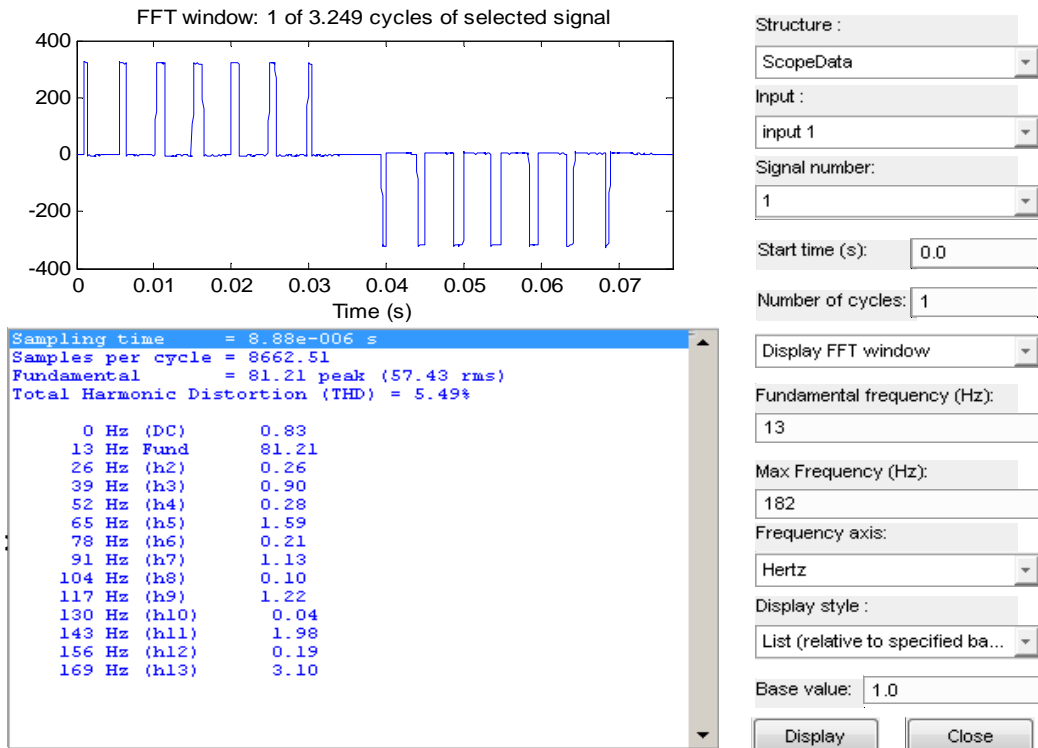 FFT window: 1 of 3.249 cycles of selected signal
400
200
0
-200
-400
0 0.01 0.02 0.03 0.04 0.05 0.06 0.07
Time (s)
Sampling time = 8.88e-006 s
Samples per cycle = 8662.51
Fundamental = 81.21 peak (57.43 rms)
Total Harmonic Distortion (THD) = 5.49%
0 Hz (DC) 0.83
13 Hz Fund 81.21
26 Hz (h2) 0.26
39 Hz (h3) 0.90
52 Hz (h4) 0.28
65 Hz (h5) 1.59
78 Hz (h6) 0.21
91 Hz (h7) 1.13
104 Hz (h8) 0.10
117 Hz (h9) 1.22
130 Hz (h10) 0.04
143 Hz (h11) 1.98
156 Hz (h12) 0.19
169 Hz (h13) 3.10
Structure :
ScopeData
Input :
input 1
Signal number:
1
Start time (s): 0.0
Number of cycles: 1
Display FFT window
Fundamental frequency (Hz):
13
Max Frequency (Hz):
182
Frequency axis:
Hertz
Display style :
List (relative to specified ba...
Base value: 1.0
Display Close